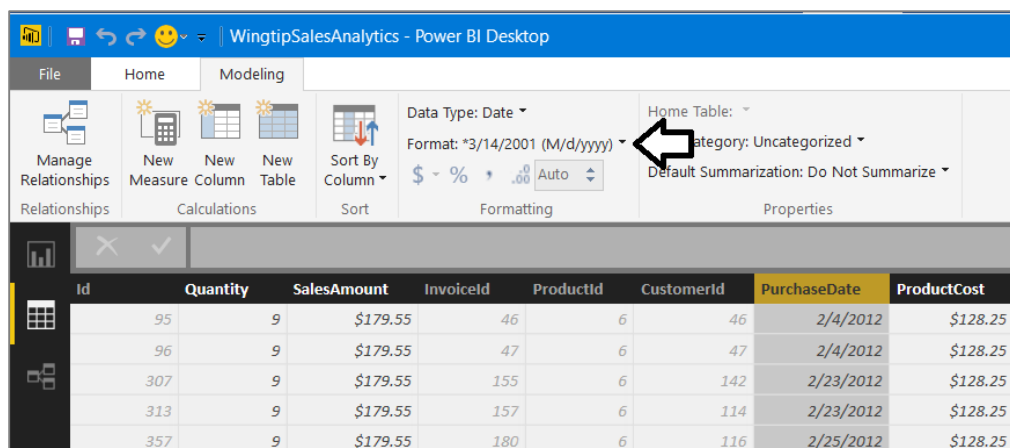 WingtipSalesAnalytics - Power BI Desktop
File Home Modeling
Manage Relationships
New Measure
New Column
New Table
Sort By Column
Data Type: Date
Format: *3/14/2001 (M/d/yyyy)
$ % , .00 Auto
Home Table:
ategory: Uncategorized
Default Summarization: Do Not Summarize
Relationships Calculations Sort Formatting Properties
Id Quantity SalesAmount InvoiceId ProductId CustomerId PurchaseDate ProductCost
95 9 $179.55 46 6 46 2/4/2012 $128.25
96 9 $179.55 47 6 47 2/4/2012 $128.25
307 9 $179.55 155 6 142 2/23/2012 $128.25
313 9 $179.55 157 6 114 2/23/2012 $128.25
357 9 $179.55 180 6 116 2/25/2012 $128.25